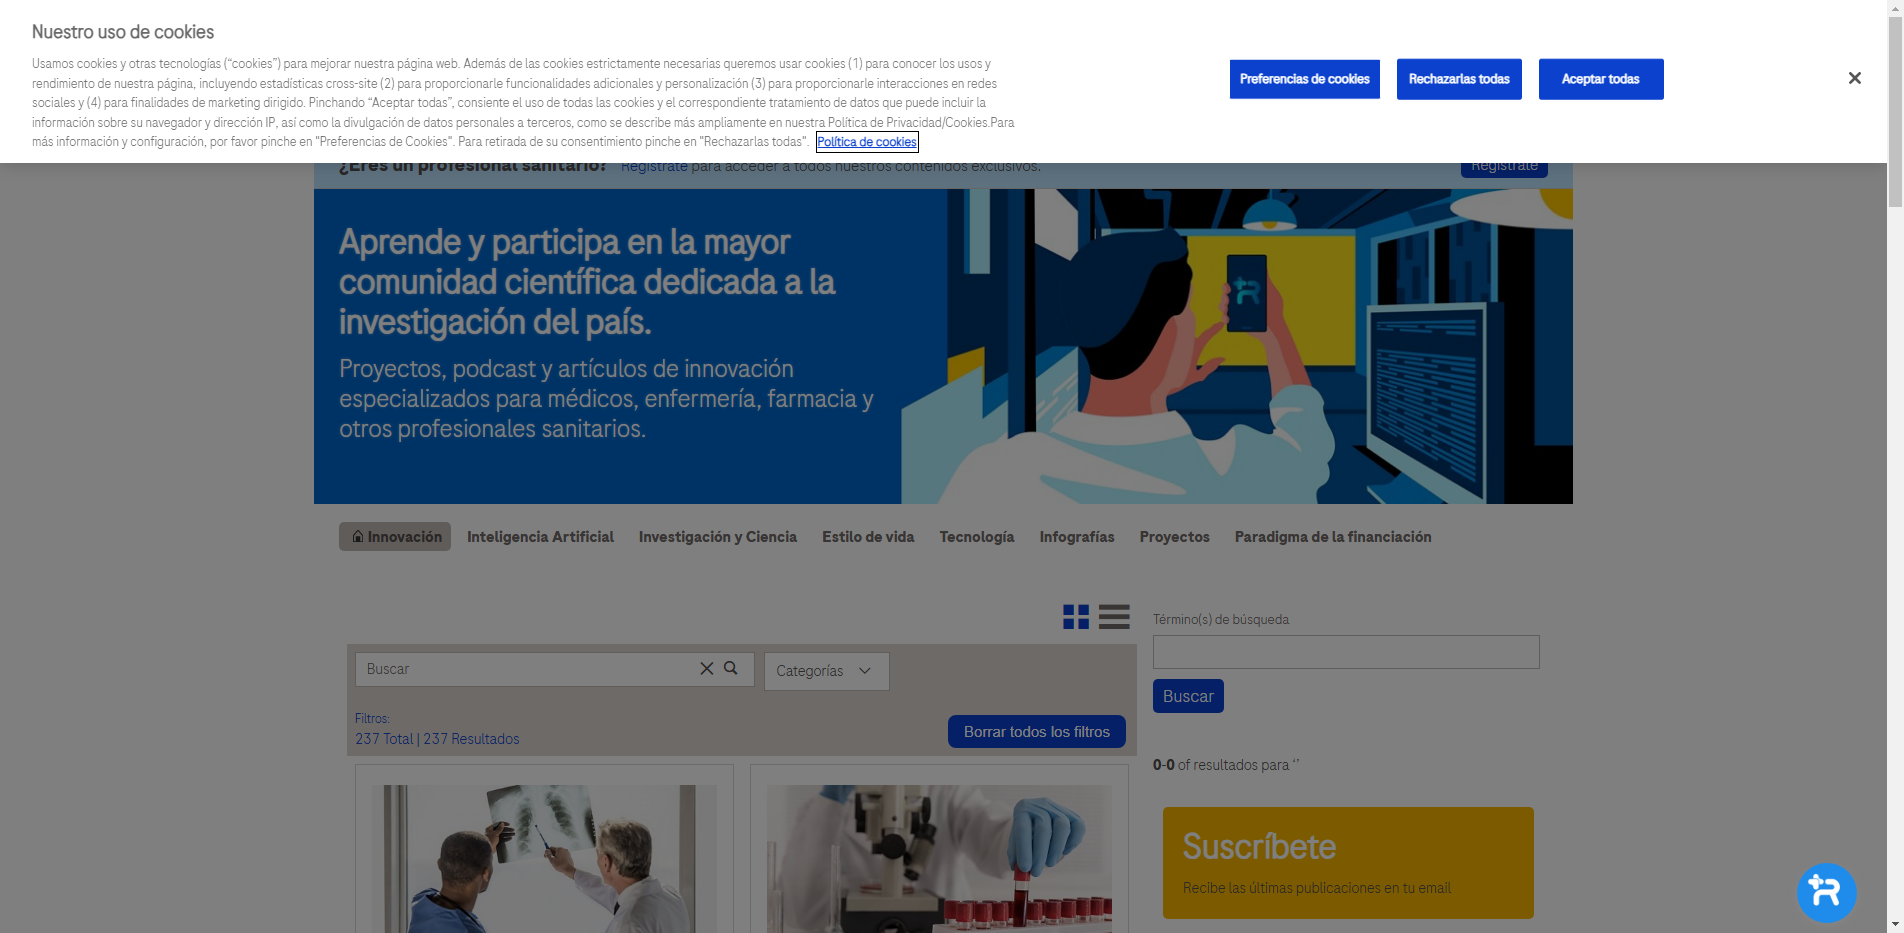 Nuestro uso de cookies
Usamos cookies y otras tecnologías (“cookies”) para mejorar nuestra página web. Además de las cookies estrictamente necesarias queremos usar cookies (1) para conocer los usos y
rendimiento de nuestra página, incluyendo estadísticas cross-site (2) para proporcionarle funcionalidades adicionales y personalización (3) para proporcionarle interacciones en redes
sociales y (4) para finalidades de marketing dirigido. Pinchando “Aceptar todas”, consiente el uso de todas las cookies y el correspondiente tratamiento de datos que puede incluir la
información sobre su navegador y dirección IP, así como la divulgación de datos personales a terceros, como se describe más ampliamente en nuestra Política de Privacidad/Cookies.Para
más información y configuración, por favor pinche en "Preferencias de Cookies". Para retirada de su consentimiento pinche en "Rechazarlas todas". Política de cookies
Preferencias de cookies
Rechazarlas todas
Aceptar todas
¿Eres un profesional sanitario? Regístrate para acceder a todos nuestros contenidos exclusivos.
Regístrate
Aprende y participa en la mayor
comunidad científica dedicada a la
investigación del país.
Proyectos, podcast y artículos de innovación
especializados para médicos, enfermería, farmacia y
otros profesionales sanitarios.
Innovación Inteligencia Artificial Investigación y Ciencia Estilo de vida Tecnología Infografías Proyectos Paradigma de la financiación
Buscar
Categorías
Filtros:
237 Total | 237 Resultados
Borrar todos los filtros
Término(s) de búsqueda
Buscar
0-0 of resultados para ‘’
Suscríbete
Recibe las últimas publicaciones en tu email